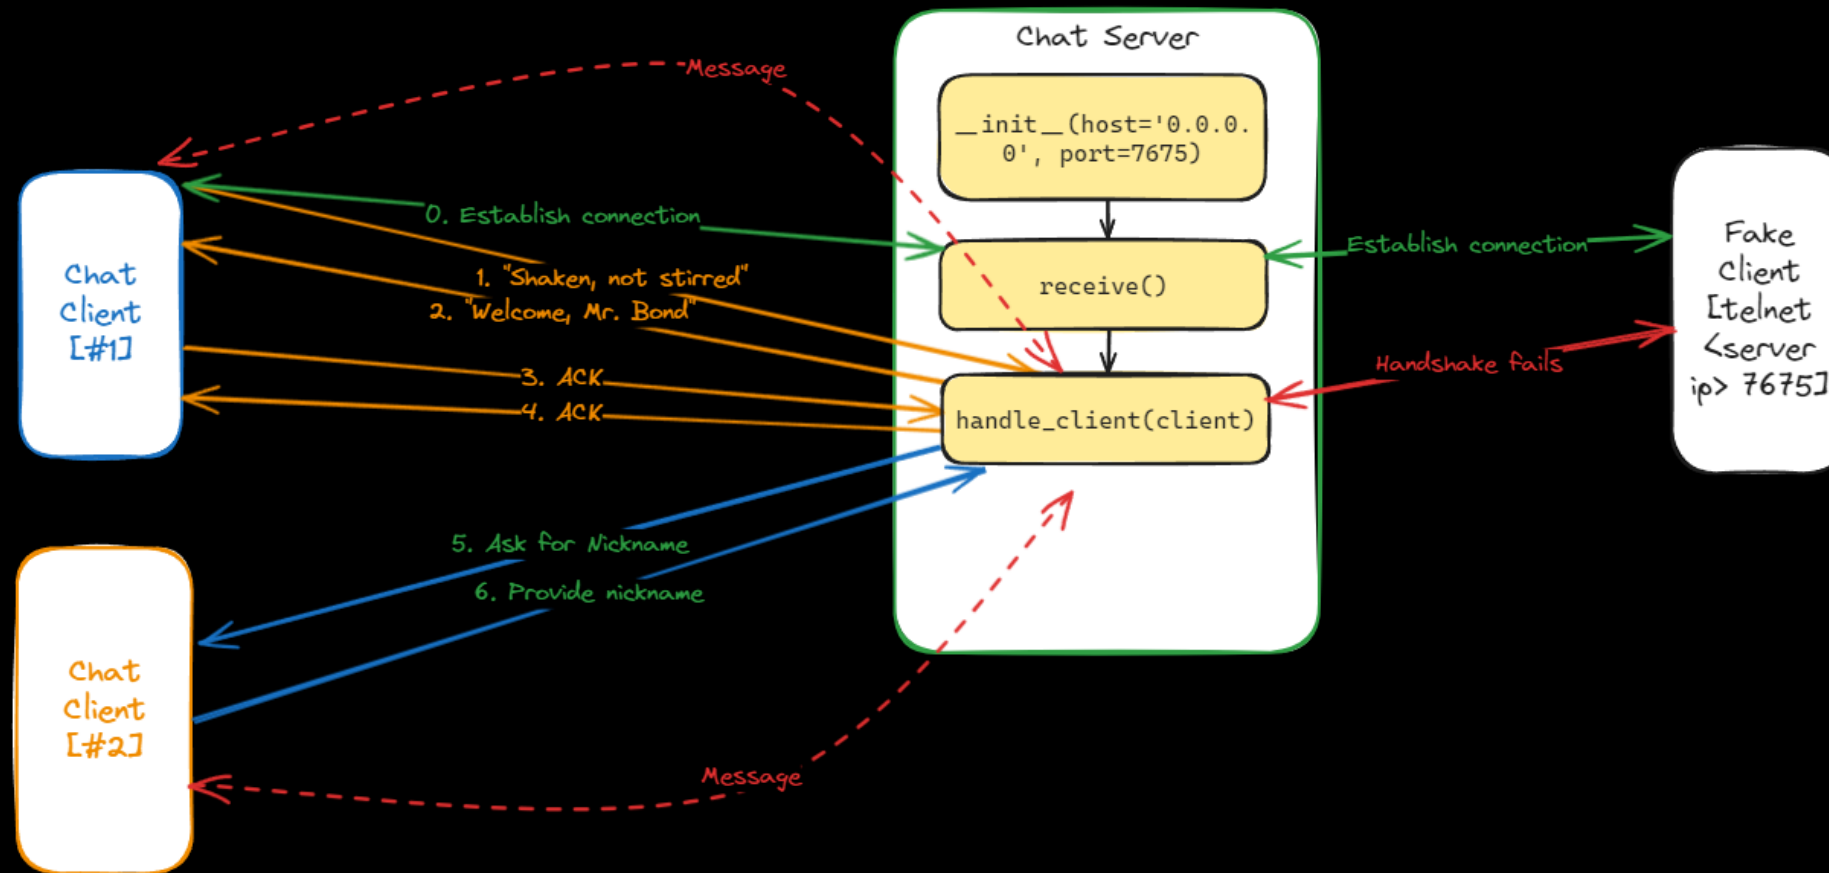 Chat Server
Message
__init__(host='0.0.0.
0', port=7675)
0. Establish connection
receive()
Establish connection
1. "Shaken, not stirred"
2. "Welcome, Mr. Bond"
Chat
Client
[#1]
3. ACK
4. ACK
handle_client(client)
Handshake fails
Fake
Client
[telnet
<server
ip> 7675]
5. Ask for Nickname
6. Provide nickname
Chat
Client
[#2]
Message